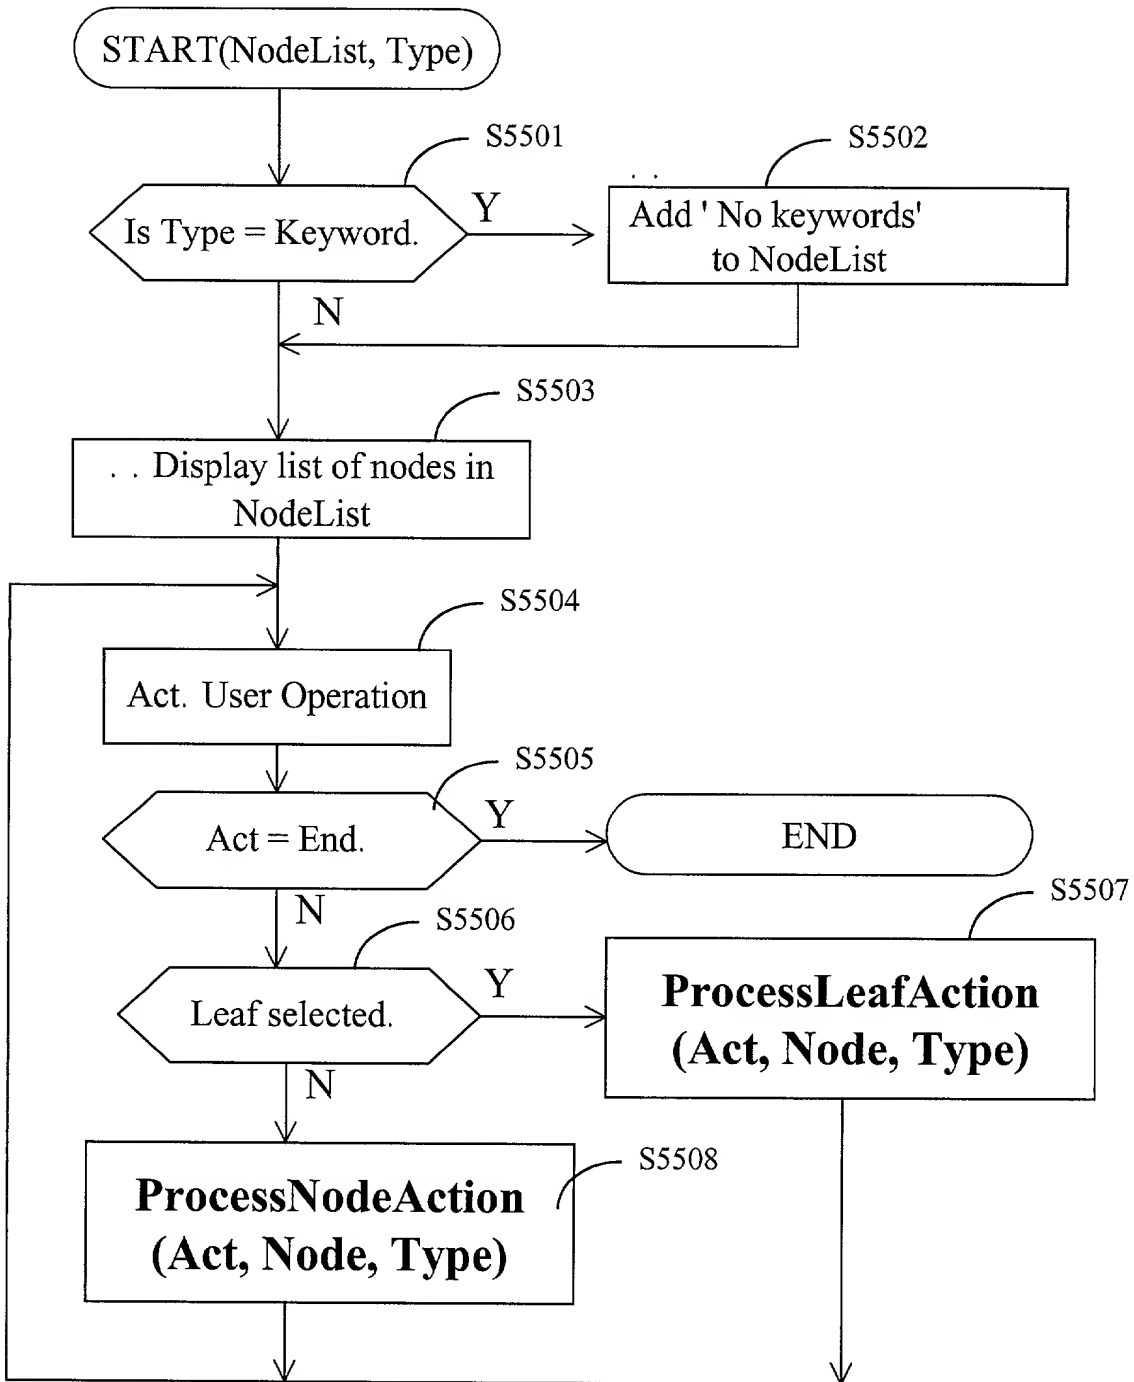 START(NodeList, Type)
S5501
S5502
Is Type = Keyword.
Y
Add ' No keywords'
to NodeList
N
S5503
. . Display list of nodes in
NodeList
S5504
Act. User Operation
S5505
Act = End.
Y
END
N
S5506
S5507
Leaf selected.
Y
ProcessLeafAction
(Act, Node, Type)
N
S5508
ProcessNodeAction
(Act, Node, Type)